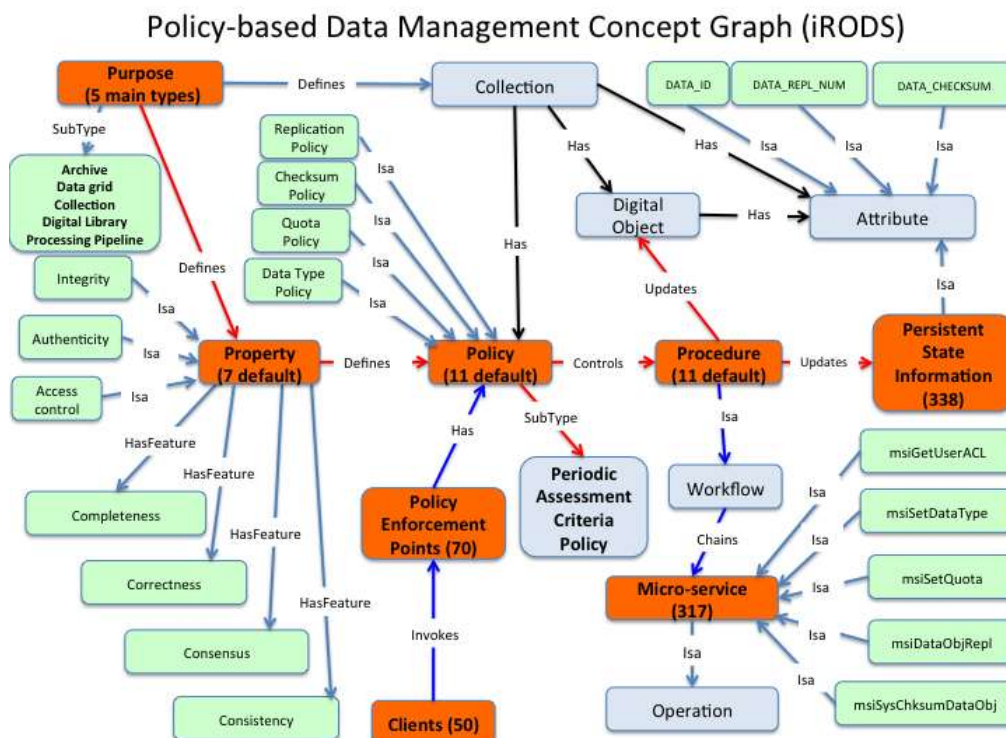 Policy-based Data Management Concept Graph (iRODS)
Purpose
(5 main types)
Defines
Collection
DATA_ID
DATA_REPL_NUM
DATA_CHECKSUM
SubType
Replication
Policy
Isa
Has
Has
Isa
Isa
Isa
Archive
Data grid
Collection
Digital Library
Processing Pipeline
Checksum
Policy
Isa
Digital
Object
Has
Attribute
Quota
Policy
Isa
Has
Defines
Integrity
Isa
Data Type
Policy
Isa
Updates
Isa
Authenticity
Isa
Property
(7 default)
Defines
Policy
(11 default)
Controls
Procedure
(11 default)
Updates
Persistent
State
Information
(338)
Access
control
Isa
HasFeature
Has
SubType
Isa
msiGetUserACL
Completeness
Policy
Enforcement
Points (70)
Periodic
Assessment
Criteria
Policy
Workflow
Isa
msiSetDataType
HasFeature
Chains
Isa
Correctness
Micro-service
(317)
Isa
msiSetQuota
HasFeature
Invokes
Isa
msiDataObjRepl
Consensus
Isa
Isa
msiSysChksumDataObj
Consistency
Clients (50)
Operation